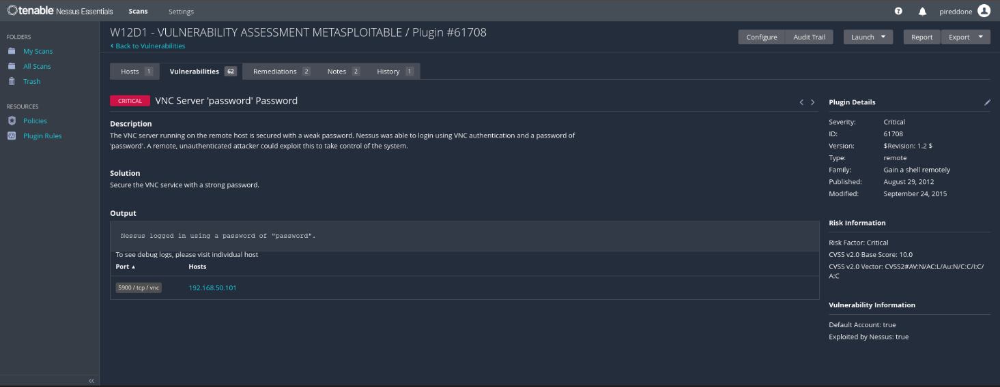 tenable Nessus Essentials Scans Settings pireddone
FOLDERS
My Scans
All Scans
Trash
RESOURCES
Policies
Plugin Rules
W12D1 - VULNERABILITY ASSESSMENT METASPLOITABLE / Plugin #61708
Configure Audit Trail Launch Report Export
Back to Vulnerabilities
Hosts 1 Vulnerabilities 62 Remediations 2 Notes 2 History 1
CRITICAL VNC Server 'password' Password
Description
The VNC server running on the remote host is secured with a weak password. Nessus was able to login using VNC authentication and a password of
'password'. A remote, unauthenticated attacker could exploit this to take control of the system.
Solution
Secure the VNC service with a strong password.
Output
Nessus logged in using a password of "password".
To see debug logs, please visit individual host
Port ▲ Hosts
5900 / tcp / vnc 192.168.50.101
Plugin Details
Severity: Critical
ID: 61708
Version: $Revision: 1.2 $
Type: remote
Family: Gain a shell remotely
Published: August 29, 2012
Modified: September 24, 2015
Risk Information
Risk Factor: Critical
CVSS v2.0 Base Score: 10.0
CVSS v2.0 Vector: CVSS2#AV:N/AC:L/Au:N/C:C/I:C/
A:C
Vulnerability Information
Default Account: true
Exploited by Nessus: true